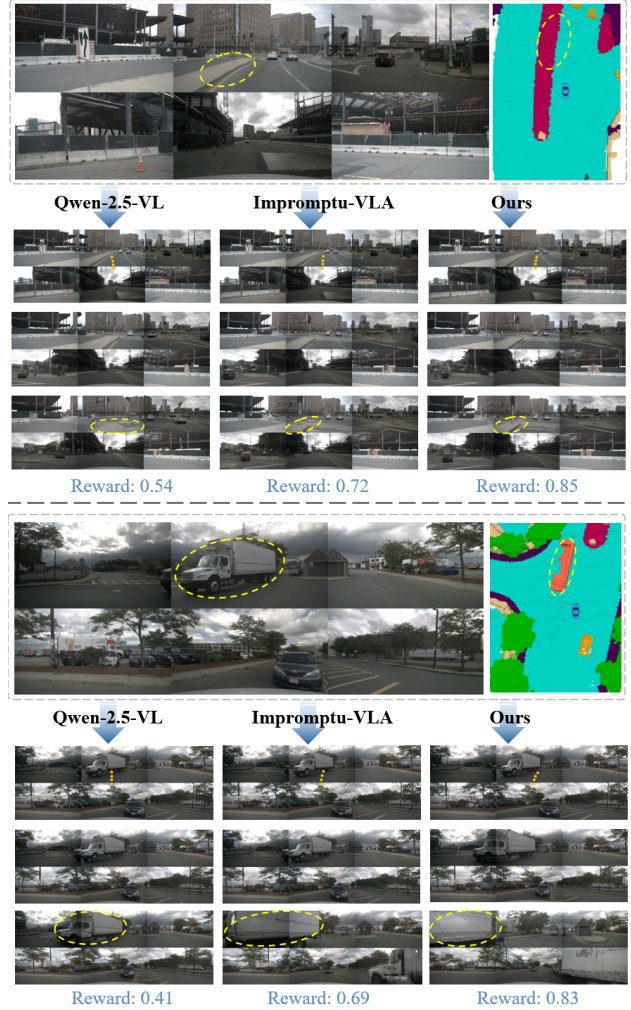 Qwen-2.5-VL Impromptu-VLA Ours
Reward: 0.54 Reward: 0.72 Reward: 0.85
Qwen-2.5-VL Impromptu-VLA Ours
Reward: 0.41 Reward: 0.69 Reward: 0.83